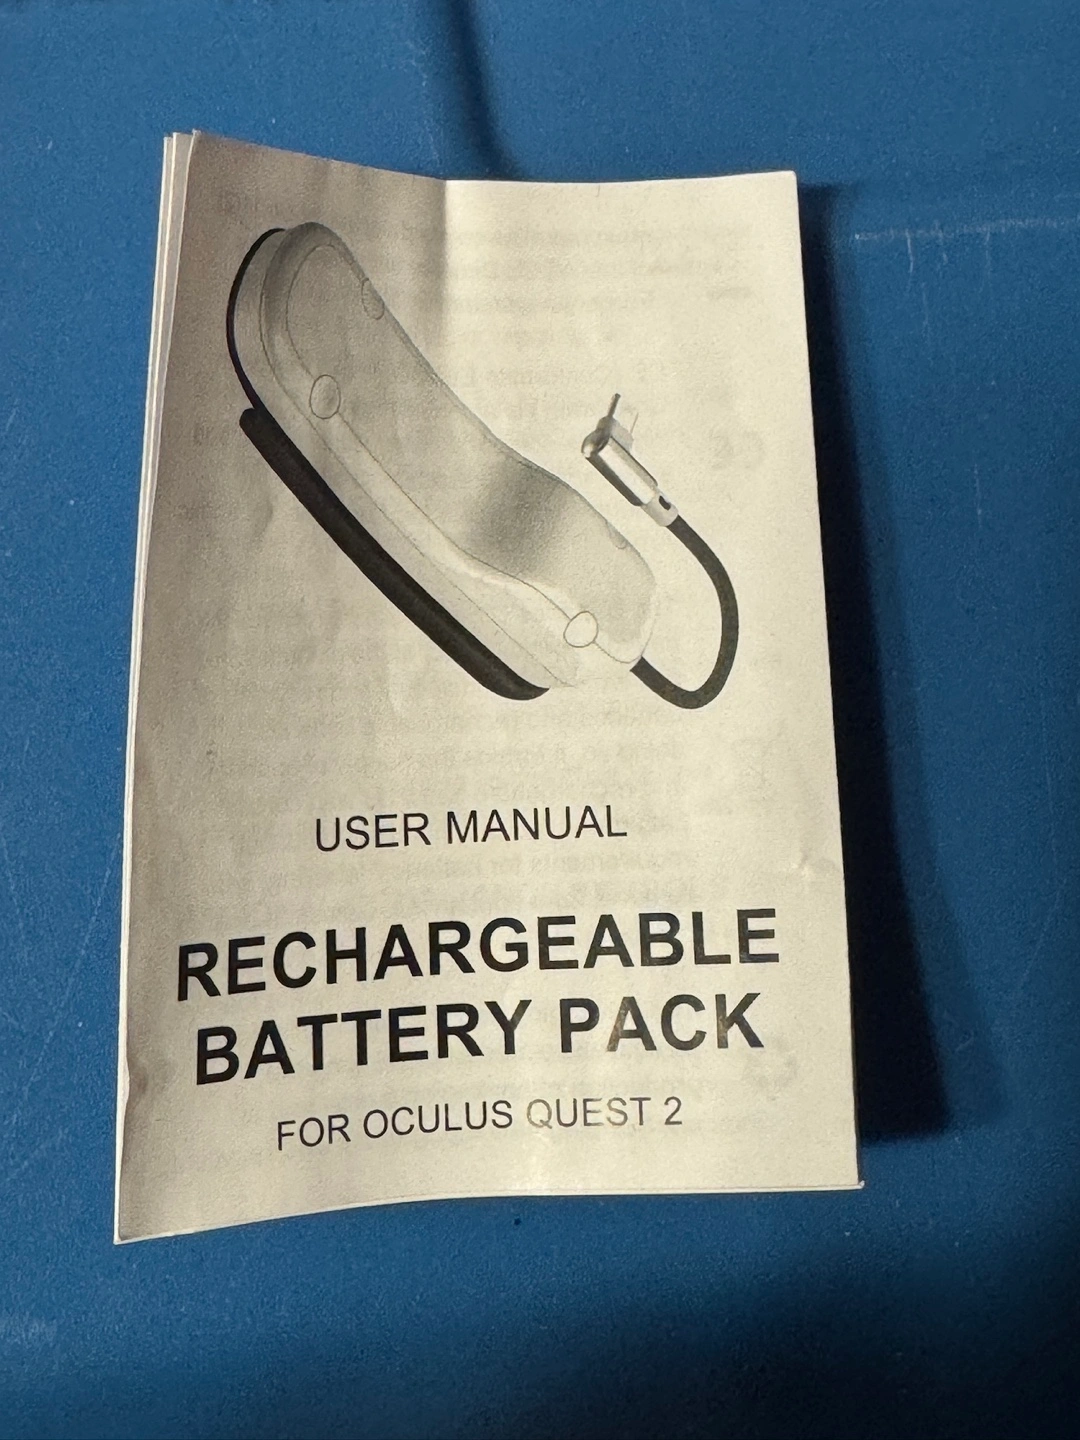 USER MANUAL
RECHARGEABLE
BATTERY PACK
FOR OCULUS QUEST 2